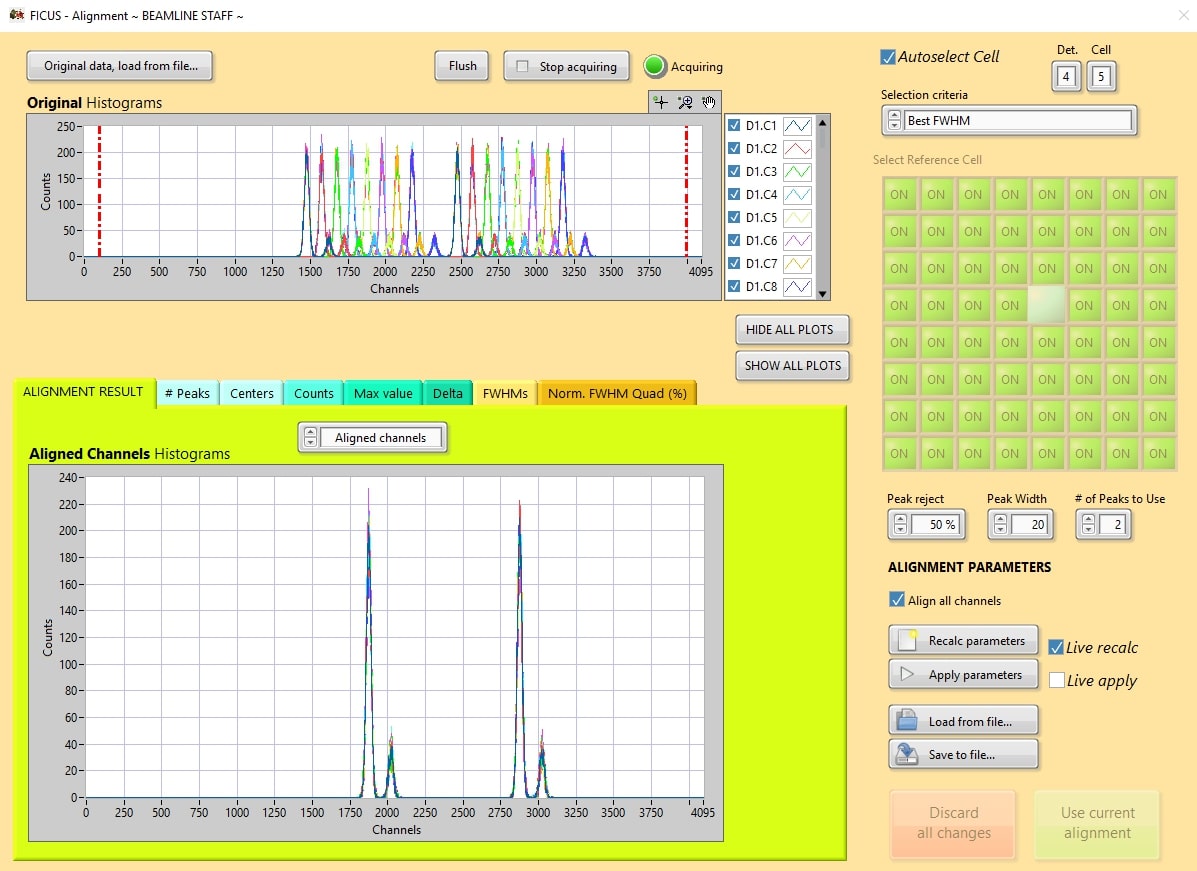 FICUS - Alignment ~ BEAMLINE STAFF ~
Original data, load from file...
Flush
Stop acquiring
Acquiring
Original Histograms
250
200
150
100
50
0
Counts
0 250 500 750 1000 1250 1500 1750 2000 2250 2500 2750 3000 3250 3500 3750 4095
Channels
D1.C1
D1.C2
D1.C3
D1.C4
D1.C5
D1.C6
D1.C7
D1.C8
HIDE ALL PLOTS
SHOW ALL PLOTS
ALIGNMENT RESULT # Peaks Centers Counts Max value Delta FWHMs Norm. FWHM Quad (%)
Aligned channels
Aligned Channels Histograms
240
220
200
180
160
140
120
100
80
60
40
20
0
Counts
0 250 500 750 1000 1250 1500 1750 2000 2250 2500 2750 3000 3250 3500 3750 4095
Channels
Autoselect Cell
Det. Cell
4 5
Selection criteria
Best FWHM
Select Reference Cell
ON ON ON ON ON ON ON ON
ON ON ON ON ON ON ON ON
ON ON ON ON ON ON ON ON
ON ON ON ON ON ON ON
ON ON ON ON ON ON ON ON
ON ON ON ON ON ON ON ON
ON ON ON ON ON ON ON ON
ON ON ON ON ON ON ON ON
Peak reject Peak Width # of Peaks to Use
50 % 20 2
ALIGNMENT PARAMETERS
Align all channels
Recalc parameters
Live recalc
Apply parameters
Live apply
Load from file...
Save to file...
Discard
all changes
Use current
alignment